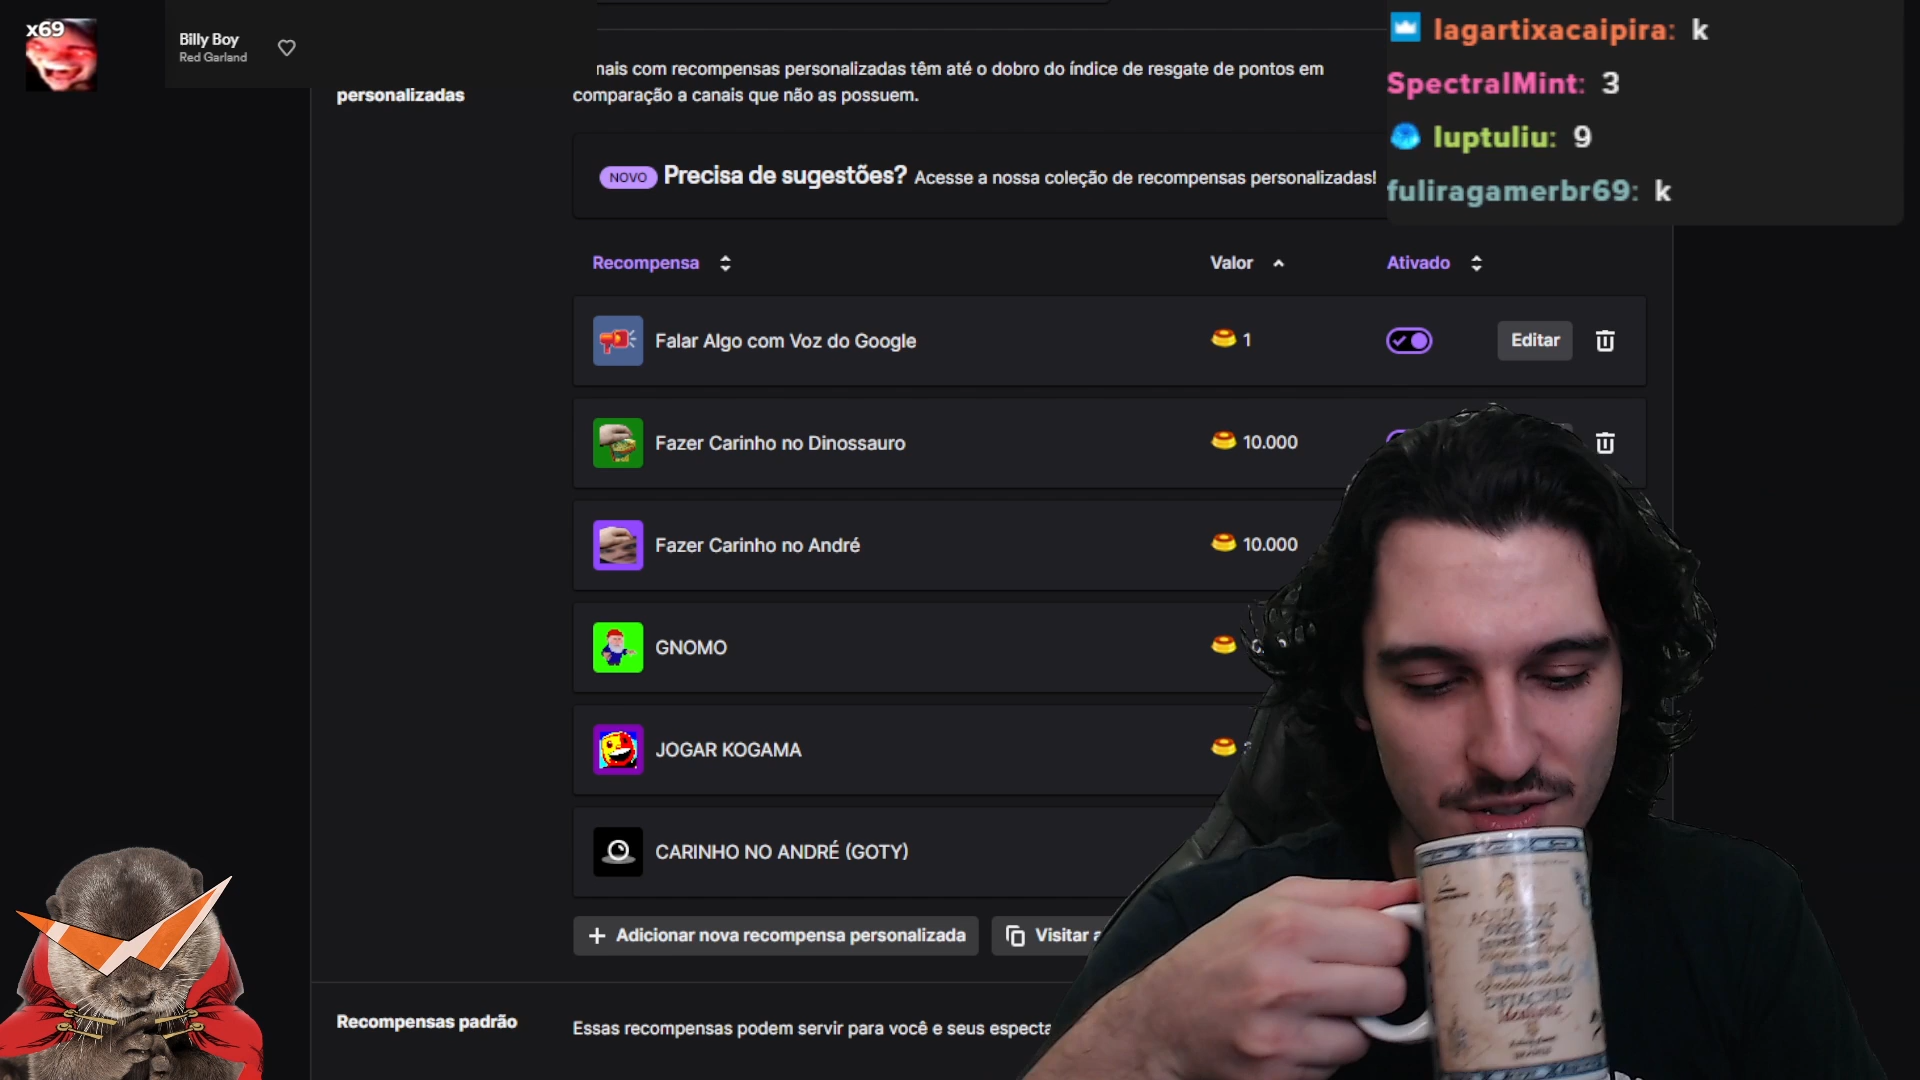 x69
Billy Boy
Red Garland
lagartixacaipira: k
SpectralMint: 3
luptuliu: 9
fuliragamerbr69: k
personalizadas
nais com recompensas personalizadas têm até o dobro do índice de resgate de pontos em
comparação a canais que não as possuem.
NOVO Precisa de sugestões? Acesse a nossa coleção de recompensas personalizadas!
Recompensa Valor Ativado
Falar Algo com Voz do Google 1 Editar
Fazer Carinho no Dinossauro 10.000
Fazer Carinho no André 10.000
GNOMO
JOGAR KOGAMA
CARINHO NO ANDRÉ (GOTY)
+ Adicionar nova recompensa personalizada Visitar
Recompensas padrão Essas recompensas podem servir para você e seus especta
AQUARIUS
DETACHED